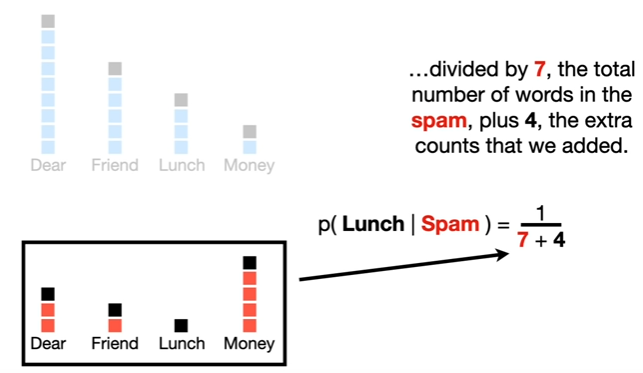 ...divided by 7, the total
number of words in the
spam, plus 4, the extra
counts that we added.
Dear Friend Lunch Money
p( Lunch | Spam ) = 1
7 + 4
Dear Friend Lunch Money